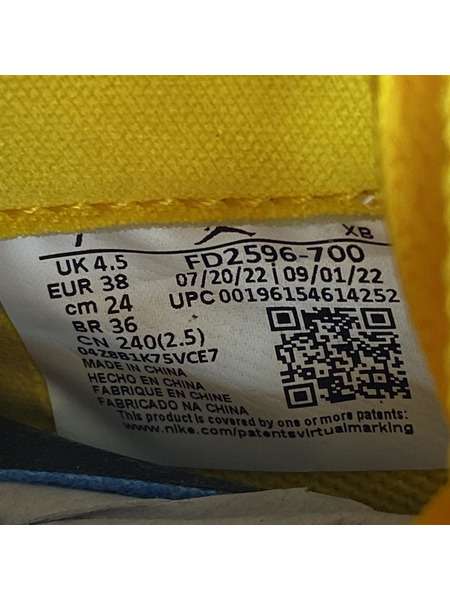 XB
FD2596-700
UK 4.5
07/20/22 | 09/01/22
EUR 38
UPC 00196154614252
cm 24
BR 36
CN 240(2.5)
04ZBB1K75VCE7
MADE IN CHINA
HECHO EN CHINA
FABRIQUE EN CHINE
FABRICADO NA CHINA
This product is covered by one or more patents:
www.nike.com/patentsvirtualmarking